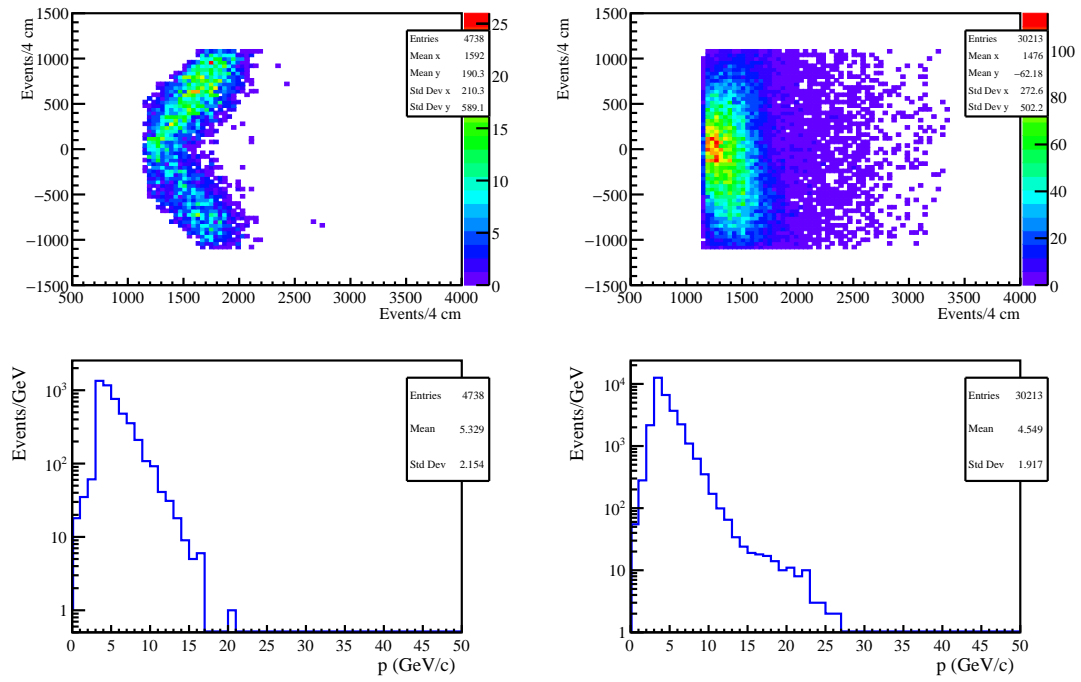 Events/4 cm
1500
1000
500
0
−500
−1000
−1500
500 1000 1500 2000 2500 3000 3500 4000
Events/4 cm
Entries 4738
Mean x 1592
Mean y 190.3
Std Dev x 210.3
Std Dev y 589.1
25
20
15
10
5
0
Events/4 cm
1500
1000
500
0
−500
−1000
−1500
500 1000 1500 2000 2500 3000 3500 4000
Events/4 cm
Entries 30213
Mean x 1476
Mean y −62.18
Std Dev x 272.6
Std Dev y 502.2
100
80
60
40
20
0
Events/GeV
10³
10²
10
1
0 5 10 15 20 25 30 35 40 45 50
p (GeV/c)
Entries 4738
Mean 5.329
Std Dev 2.154
Events/GeV
10⁴
10³
10²
10
1
0 5 10 15 20 25 30 35 40 45 50
p (GeV/c)
Entries 30213
Mean 4.549
Std Dev 1.917